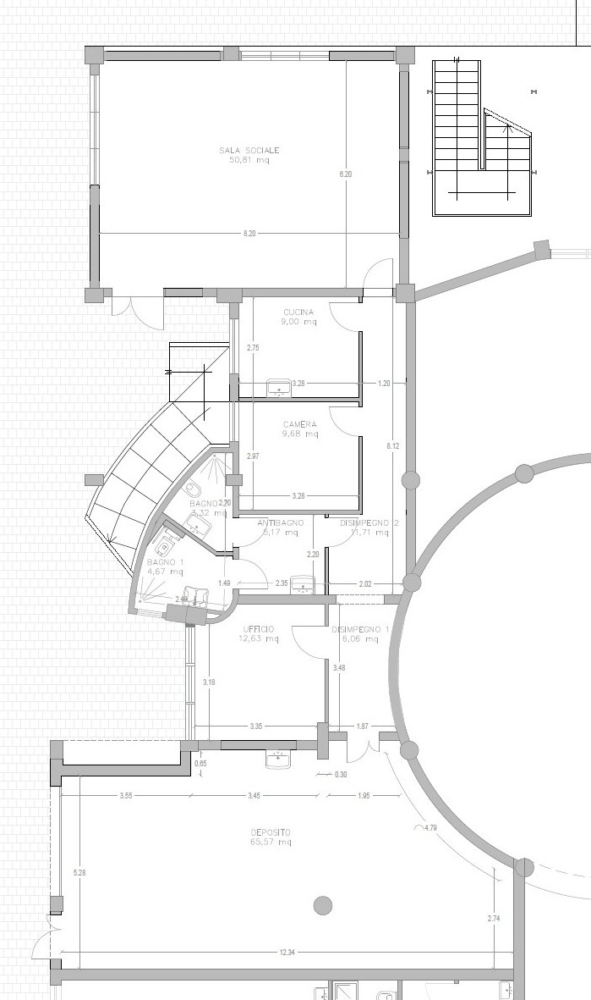 SALA SOCIALE
50,81 mq
6.20
8.20
CUCINA
9,00 mq
2.75
3.28
1.20
CAMERA
9,68 mq
8.12
2.97
3.28
BAGNO
3,32 mq
2.70
ANTIBAGNO
5,17 mq
DISIMPEGNO 2
11,71 mq
2.20
BAGNO 1
4,67 mq
1.49
2.35
2.02
UFFICIO
12,63 mq
DISIMPEGNO 1
6,06 mq
3.48
3.18
3.35
1.87
0.65
0.30
3.55
3.45
1.95
4.79
DEPOSITO
65,57 mq
5.28
2.74
12.34